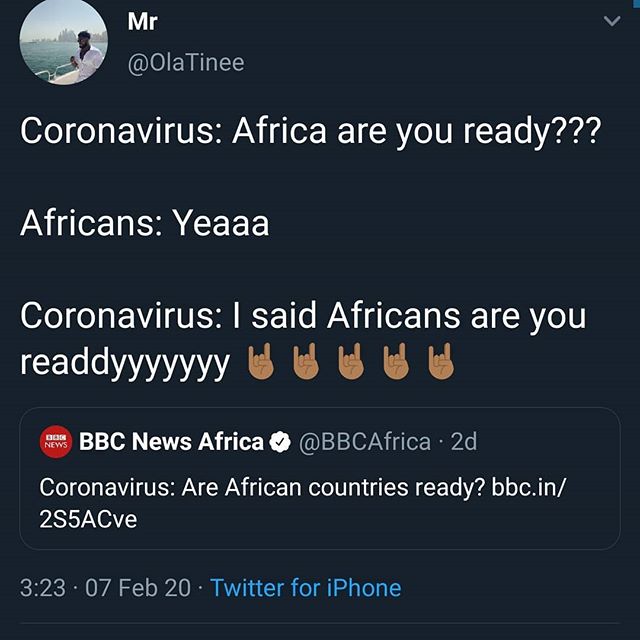 Mr
@OlaTinee
Coronavirus: Africa are you ready???
Africans: Yeaaa
Coronavirus: I said Africans are you
readdyyyyyyy 🤘🏾 🤘🏾 🤘🏾 🤘🏾 🤘🏾
BBC NEWS BBC News Africa @BBCAfrica · 2d
Coronavirus: Are African countries ready? bbc.in/
2S5ACve
3:23 · 07 Feb 20 · Twitter for iPhone